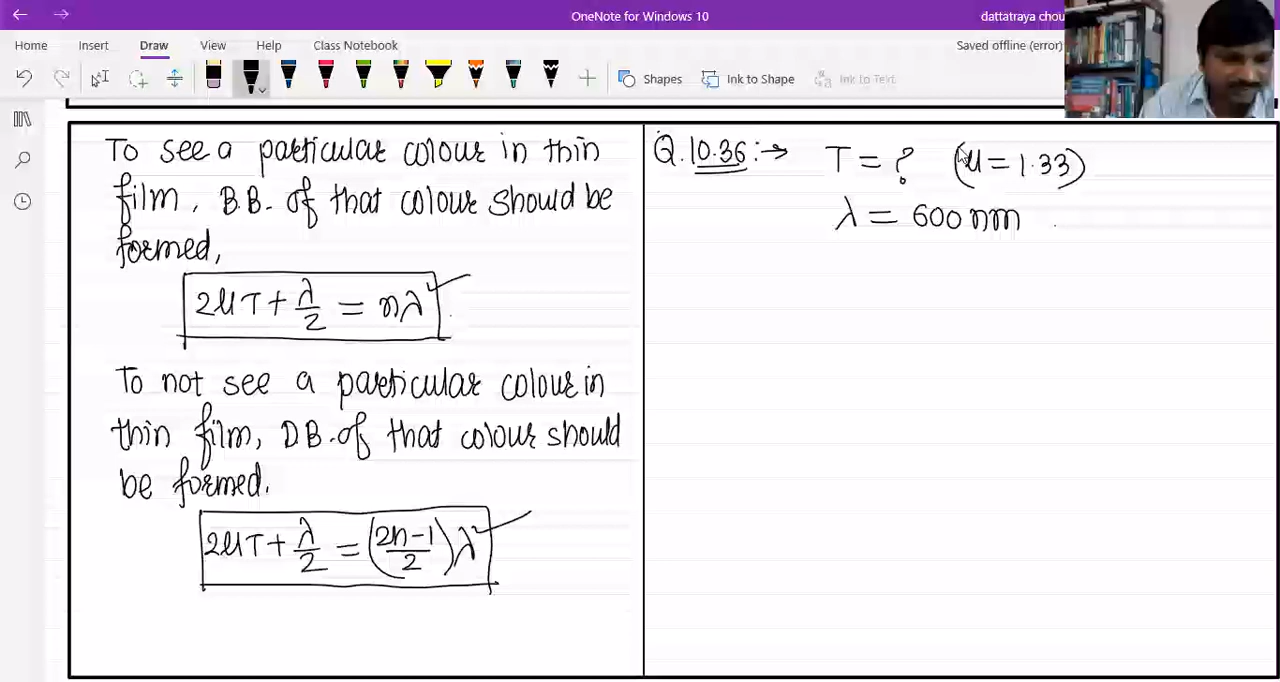 OneNote for Windows 10
dattatraya chou
Home Insert Draw View Help Class Notebook
Saved offline (error)
Shapes Ink to Shape Ink to Text
To see a particular colour in thin
film, B.B. of that colour should be
formed,
2μT + λ/2 = nλ
To not see a particular colour in
thin film, D.B. of that colour should
be formed.
2μT + λ/2 = (2n-1/2)λ
Q.10.36:→ T = ? (μ = 1.33)
λ = 600 nm